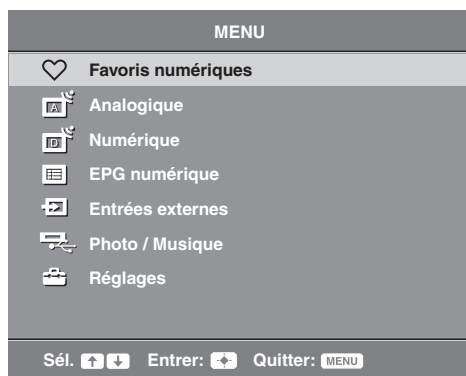 MENU
Favoris numériques
A Analogique
D Numérique
EPG numérique
Entrées externes
Photo / Musique
Réglages
Sél. Entrer: Quitter: MENU